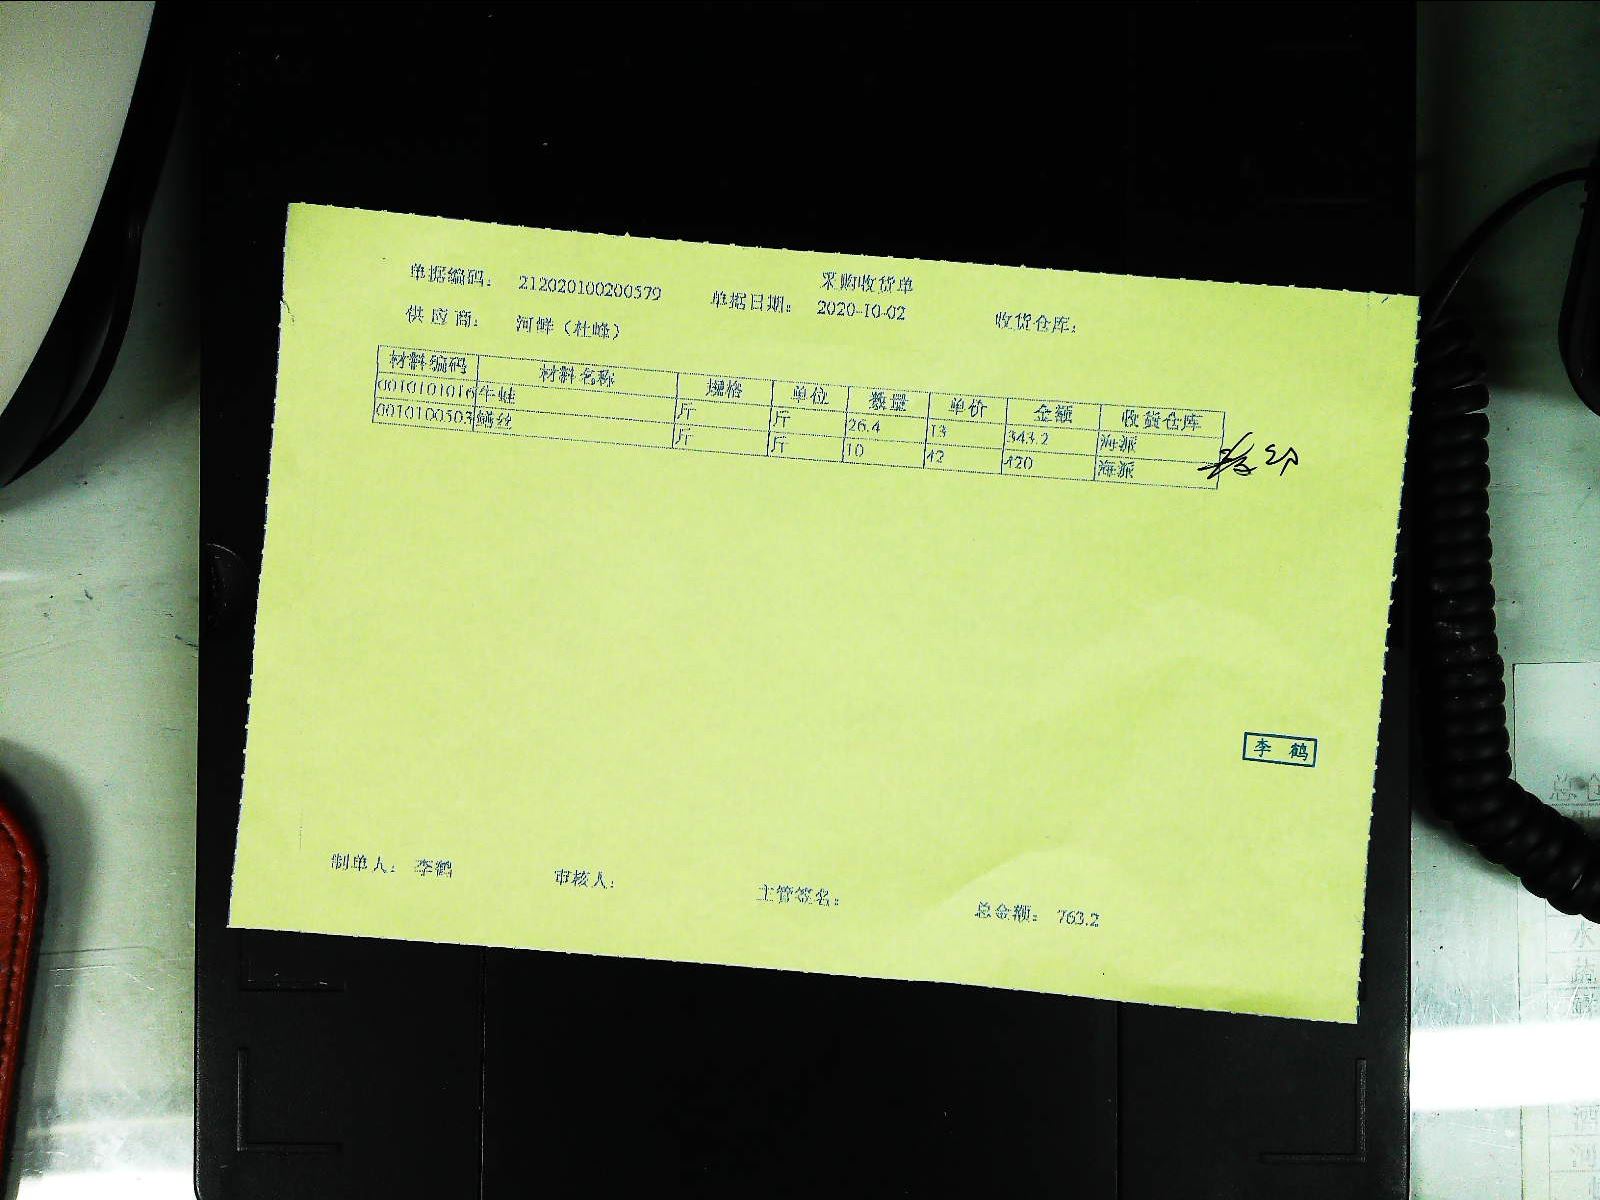 采购收货单
单据编码： 212020100200579 单据日期： 2020-10-02 收货仓库：
供应商： 河鲜（杜峰）
材料编码 材料名称 规格 单位 数量 单价 金额 收货仓库
0010101016 牛蛙 斤 斤 26.4 13 343.2 海派
0010100503 鳝丝 斤 斤 10 42 420 海派
李鹤
制单人： 李鹤 审核人： 主管签名： 总金额： 763.2